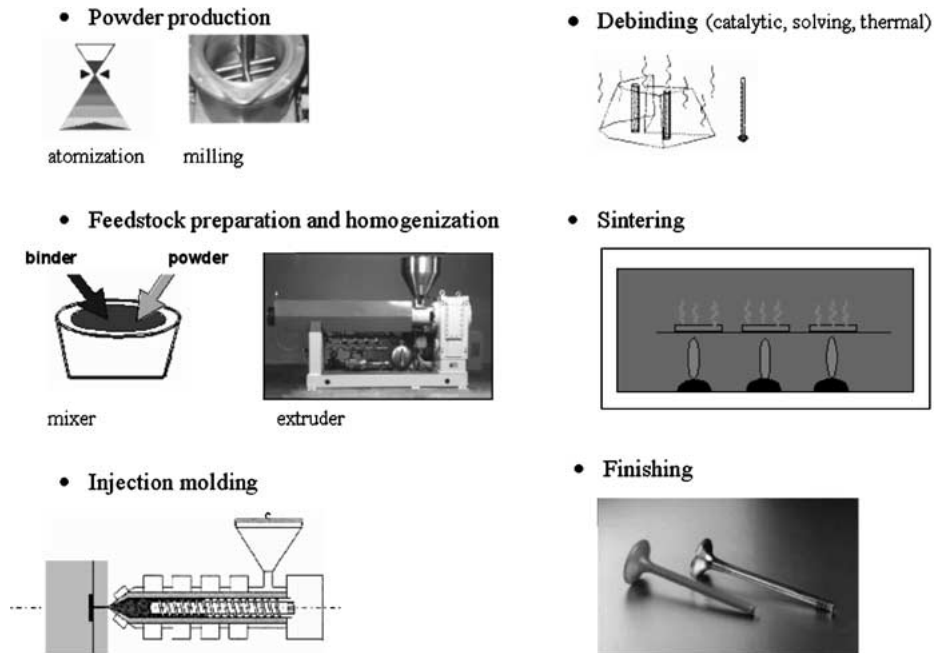 • Powder production
atomization milling
• Feedstock preparation and homogenization
binder powder
mixer extruder
• Injection molding
• Debinding (catalytic, solving, thermal)
• Sintering
• Finishing